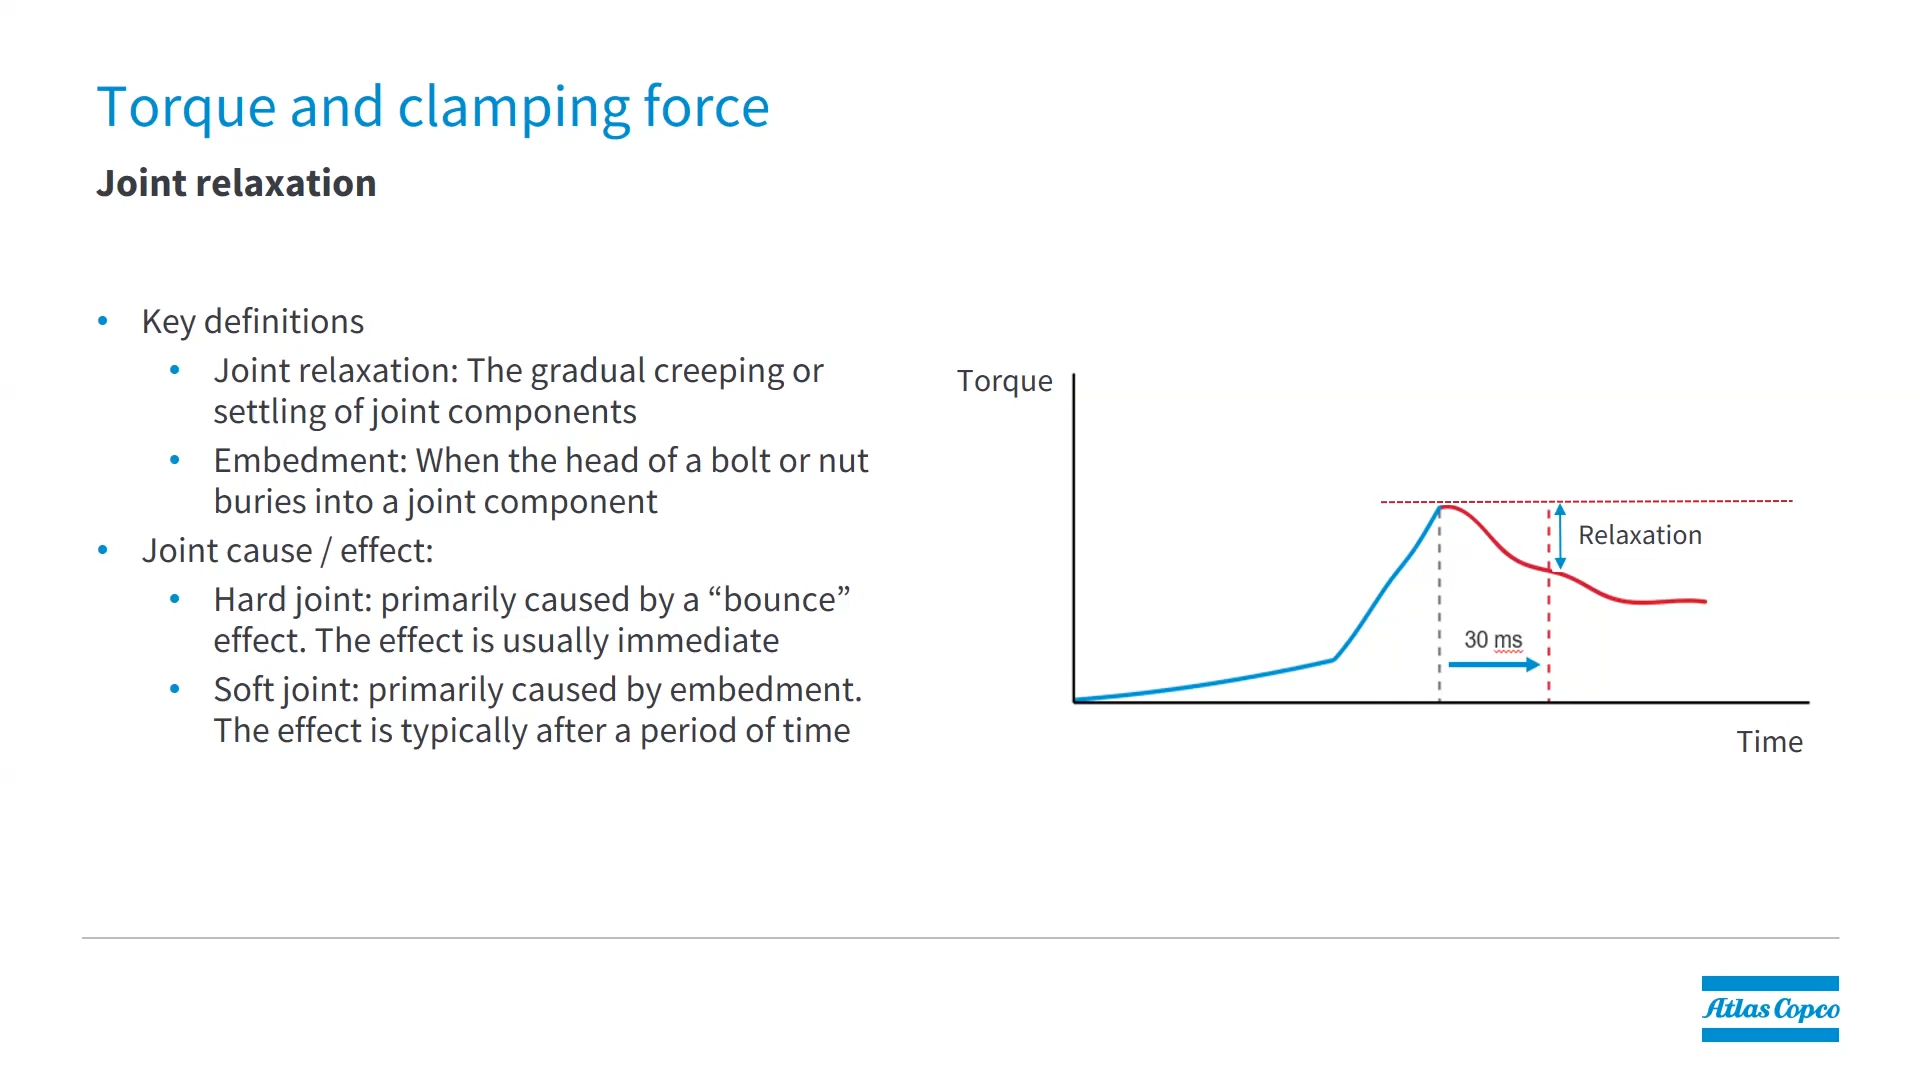 Torque and clamping force
Joint relaxation
• Key definitions
• Joint relaxation: The gradual creeping or
settling of joint components
• Embedment: When the head of a bolt or nut
buries into a joint component
• Joint cause / effect:
• Hard joint: primarily caused by a “bounce”
effect. The effect is usually immediate
• Soft joint: primarily caused by embedment.
The effect is typically after a period of time
Torque
Relaxation
30 ms
Time
Atlas Copco